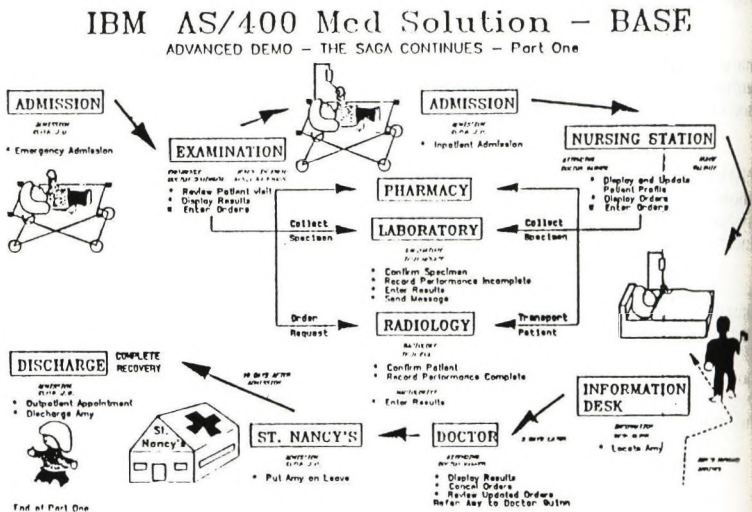 IBM AS/400 Med Solution – BASE
ADVANCED DEMO – THE SAGA CONTINUES – Part One
ADMISSION
* Emergency Admission
EXAMINATION
* Review Patient visit
* Display Results
* Enter Orders
ADMISSION
* Inpatient Admission
NURSING STATION
* Display and Update
Patient Profile
* Display Orders
* Enter Orders
PHARMACY
Collect
Specimen
LABORATORY
Collect
Specimen
* Confirm Specimen
* Record Performance Incomplete
* Enter Results
* Send Message
Order
Request
RADIOLOGY
Transport
Patient
* Confirm Patient
* Record Performance Complete
* Enter Results
DISCHARGE
COMPLETE
RECOVERY
* Outpatient Appointment
* Discharge Amy
St.
Nancy's
ST. NANCY'S
* Put Amy on Leave
DOCTOR
* Display Results
* Cancel Orders
* Review Updated Orders
Refer Amy to Doctor Quinn
INFORMATION
DESK
* Locate Amy
End of Part One